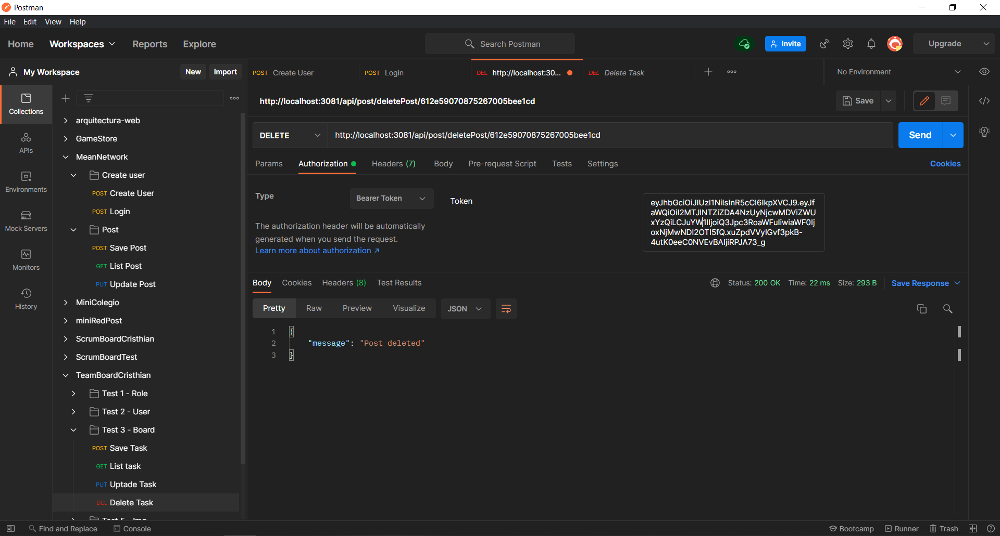 Postman
File Edit View Help
Home Workspaces Reports Explore
Search Postman
Invite
Upgrade
My Workspace
New Import
POST Create User
POST Login
DEL http://localhost:30...
DEL Delete Task
No Environment
Collections
APIs
Environments
Mock Servers
Monitors
History
arquitectura-web
GameStore
MeanNetwork
Create user
POST Create User
POST Login
Post
POST Save Post
GET List Post
PUT Update Post
MiniColegio
miniRedPost
ScrumBoardCristhian
ScrumBoardTest
TeamBoardCristhian
Test 1 - Role
Test 2 - User
Test 3 - Board
POST Save Task
GET List task
PUT Uptade Task
DEL Delete Task
http://localhost:3081/api/post/deletePost/612e59070875267005bee1cd
Save
DELETE http://localhost:3081/api/post/deletePost/612e59070875267005bee1cd
Send
Params Authorization Headers (7) Body Pre-request Script Tests Settings
Cookies
Type
Bearer Token
The authorization header will be automatically
generated when you send the request.
Learn more about authorization ↗
Token
eyJhbGciOiJIUzI1NiIsInR5cCI6IkpXVCJ9.eyJf
aWQiOiI2MTJlNTZiZDA4NzUyNjcwMDViZWU
xYzQiLCJuYW1lIjoiQ3Jpc3RoaWFuIiwiaWF0Ij
oxNjMwNDI2OTI5fQ.xuZpdVVyIGvf3pkB-
4utK0eeC0NVEvBAIjiRPJA73_g
Body Cookies Headers (8) Test Results
Status: 200 OK Time: 22 ms Size: 293 B
Save Response
Pretty Raw Preview Visualize JSON
1 {
2 "message": "Post deleted"
3 }
Find and Replace
Console
Bootcamp Runner Trash